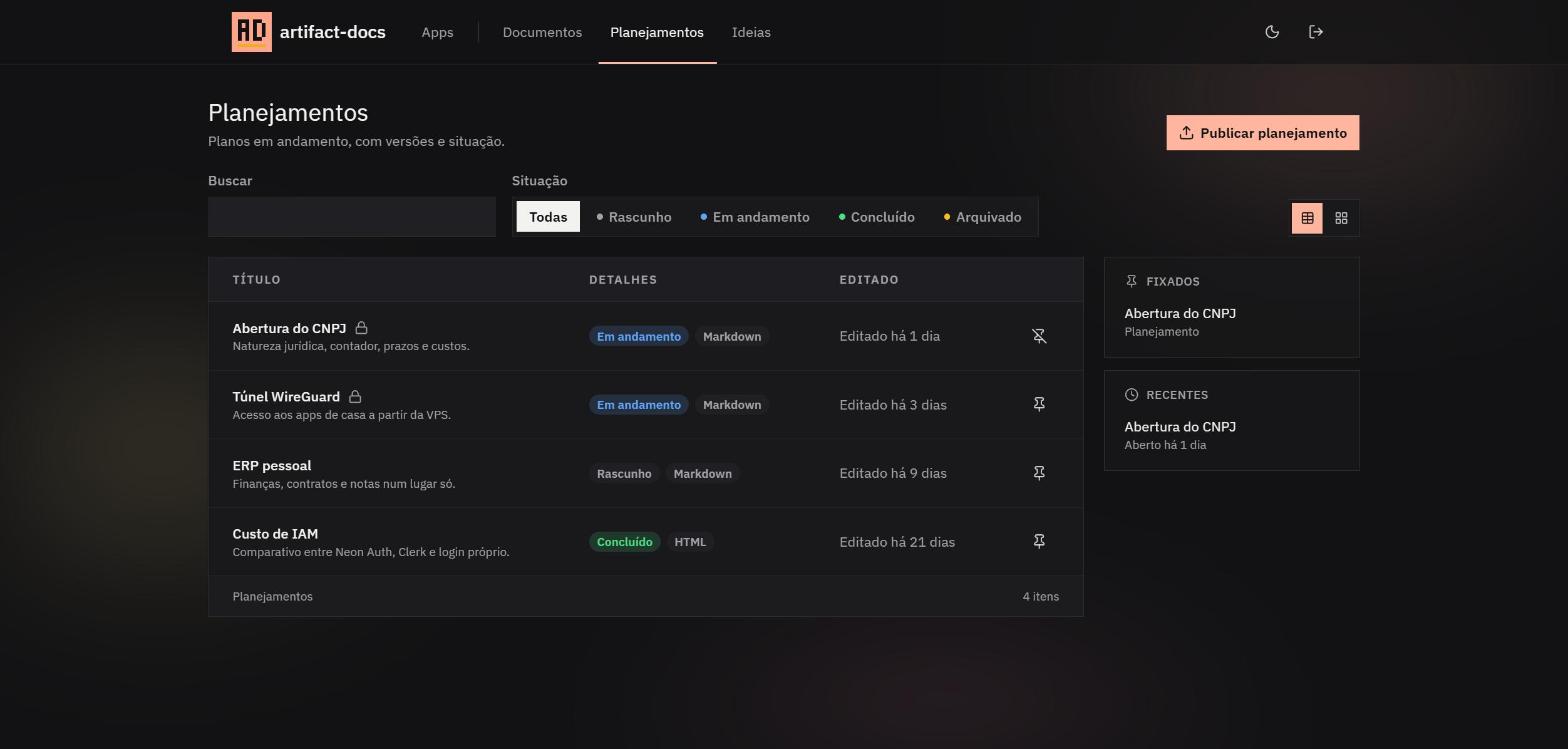 AD artifact-docs Apps Documentos Planejamentos Ideias
Planejamentos
Planos em andamento, com versões e situação.
Publicar planejamento
Buscar Situação
Todas Rascunho Em andamento Concluído Arquivado
TÍTULO DETALHES EDITADO
Abertura do CNPJ
Natureza jurídica, contador, prazos e custos.
Em andamento Markdown Editado há 1 dia
Túnel WireGuard
Acesso aos apps de casa a partir da VPS.
Em andamento Markdown Editado há 3 dias
ERP pessoal
Finanças, contratos e notas num lugar só.
Rascunho Markdown Editado há 9 dias
Custo de IAM
Comparativo entre Neon Auth, Clerk e login próprio.
Concluído HTML Editado há 21 dias
Planejamentos 4 itens
FIXADOS
Abertura do CNPJ
Planejamento
RECENTES
Abertura do CNPJ
Aberto há 1 dia